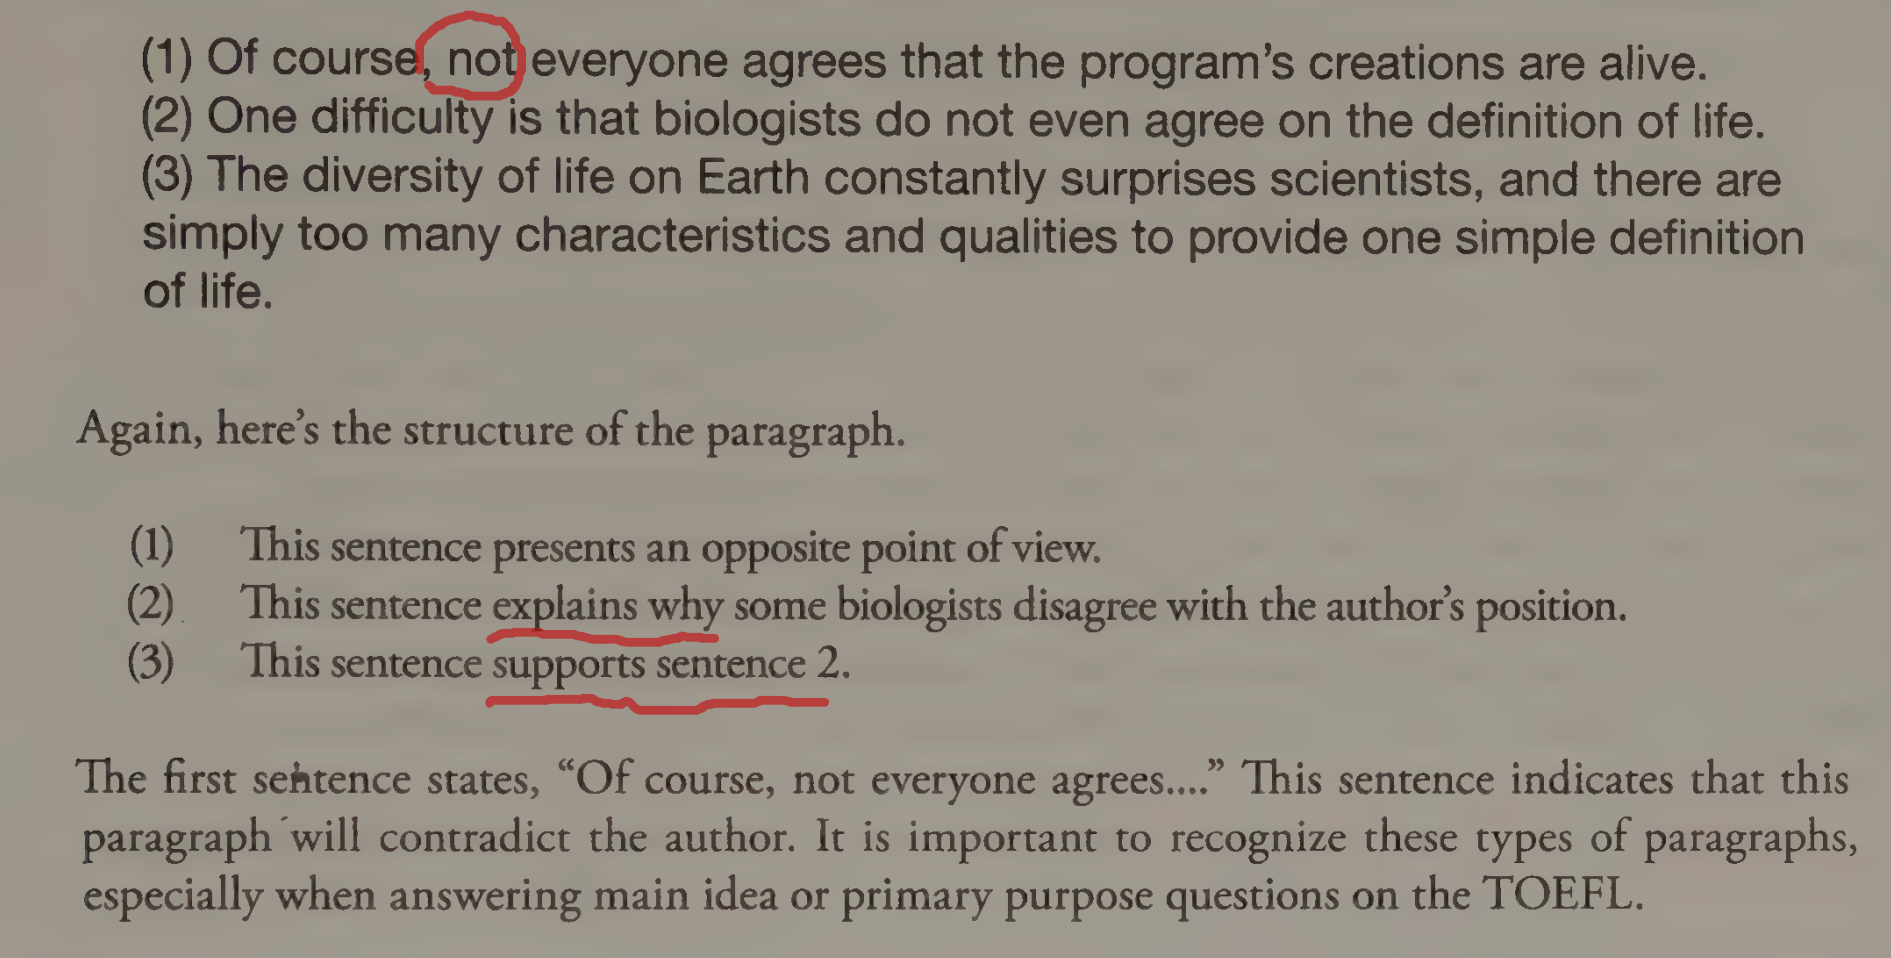 (1) Of course, not everyone agrees that the program's creations are alive.
(2) One difficulty is that biologists do not even agree on the definition of life.
(3) The diversity of life on Earth constantly surprises scientists, and there are
simply too many characteristics and qualities to provide one simple definition
of life.
Again, here's the structure of the paragraph.
(1) This sentence presents an opposite point of view.
(2) This sentence explains why some biologists disagree with the author's position.
(3) This sentence supports sentence 2.
The first sentence states, “Of course, not everyone agrees....” This sentence indicates that this
paragraph will contradict the author. It is important to recognize these types of paragraphs,
especially when answering main idea or primary purpose questions on the TOEFL.